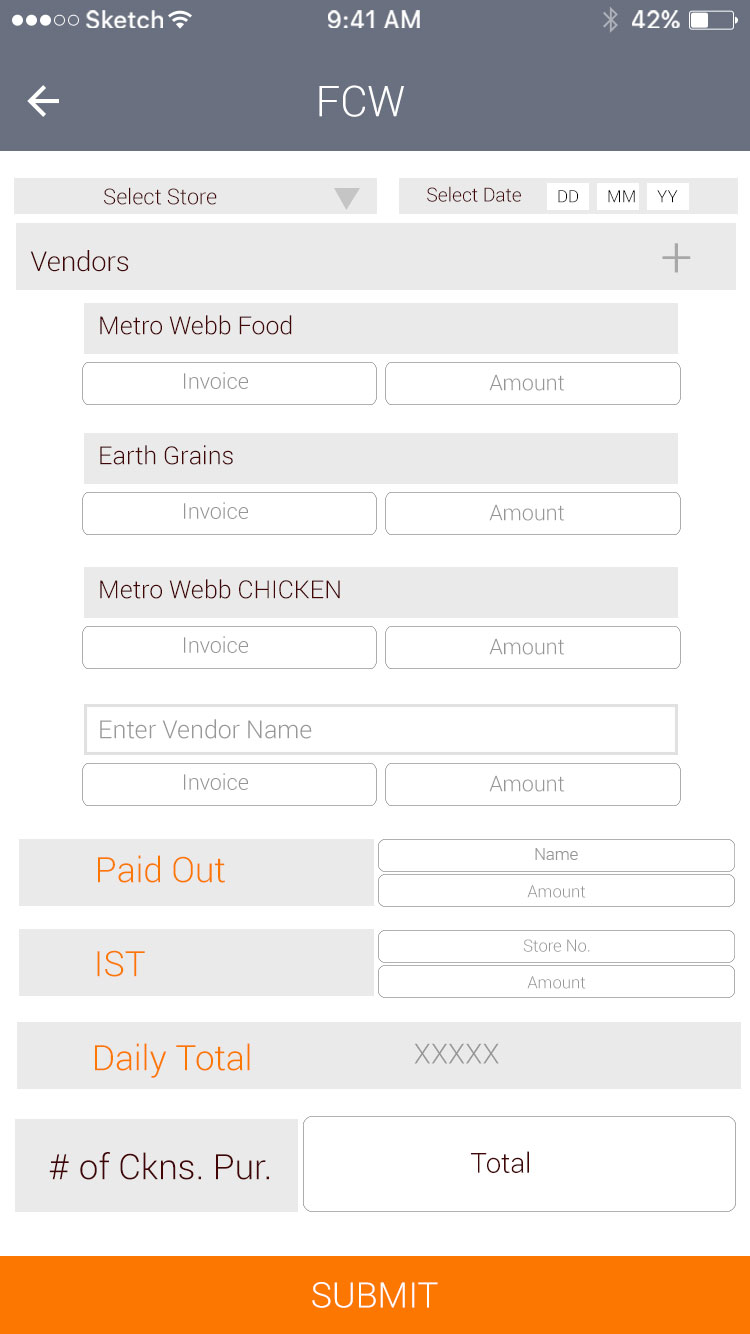 Sketch 9:41 AM 42%
FCW
Select Store Select Date DD MM YY
Vendors
Metro Webb Food
Invoice Amount
Earth Grains
Invoice Amount
Metro Webb CHICKEN
Invoice Amount
Enter Vendor Name
Invoice Amount
Paid Out
Name
Amount
IST
Store No.
Amount
Daily Total XXXXX
# of Ckns. Pur. Total
SUBMIT